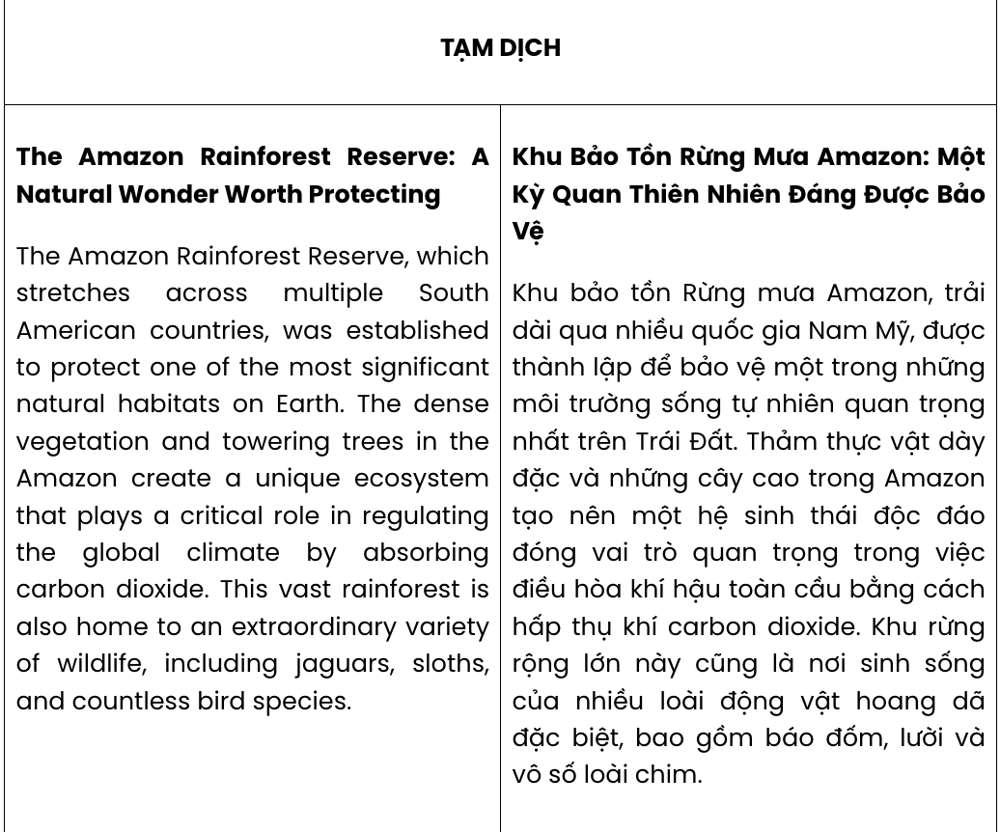 TẠM DỊCH
The Amazon Rainforest Reserve: A
Natural Wonder Worth Protecting
The Amazon Rainforest Reserve, which
stretches across multiple South
American countries, was established
to protect one of the most significant
natural habitats on Earth. The dense
vegetation and towering trees in the
Amazon create a unique ecosystem
that plays a critical role in regulating
the global climate by absorbing
carbon dioxide. This vast rainforest is
also home to an extraordinary variety
of wildlife, including jaguars, sloths,
and countless bird species.
Khu Bảo Tồn Rừng Mưa Amazon: Một
Kỳ Quan Thiên Nhiên Đáng Được Bảo
Vệ
Khu bảo tồn Rừng mưa Amazon, trải
dài qua nhiều quốc gia Nam Mỹ, được
thành lập để bảo vệ một trong những
môi trường sống tự nhiên quan trọng
nhất trên Trái Đất. Thảm thực vật dày
đặc và những cây cao trong Amazon
tạo nên một hệ sinh thái độc đáo
đóng vai trò quan trọng trong việc
điều hòa khí hậu toàn cầu bằng cách
hấp thụ khí carbon dioxide. Khu rừng
rộng lớn này cũng là nơi sinh sống
của nhiều loài động vật hoang dã
đặc biệt, bao gồm báo đốm, lười và
vô số loài chim.